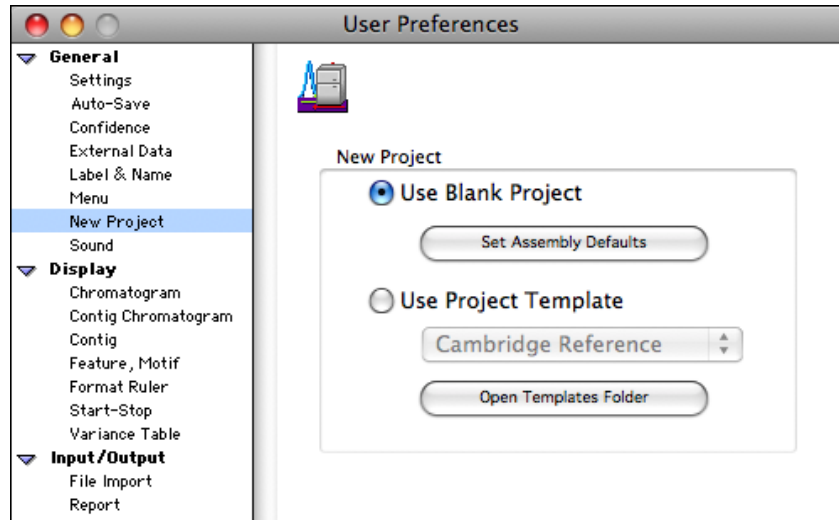 User Preferences
General
Settings
Auto-Save
Confidence
External Data
Label & Name
Menu
New Project
Sound
Display
Chromatogram
Contig Chromatogram
Contig
Feature, Motif
Format Ruler
Start-Stop
Variance Table
Input/Output
File Import
Report
New Project
Use Blank Project
Set Assembly Defaults
Use Project Template
Cambridge Reference
Open Templates Folder